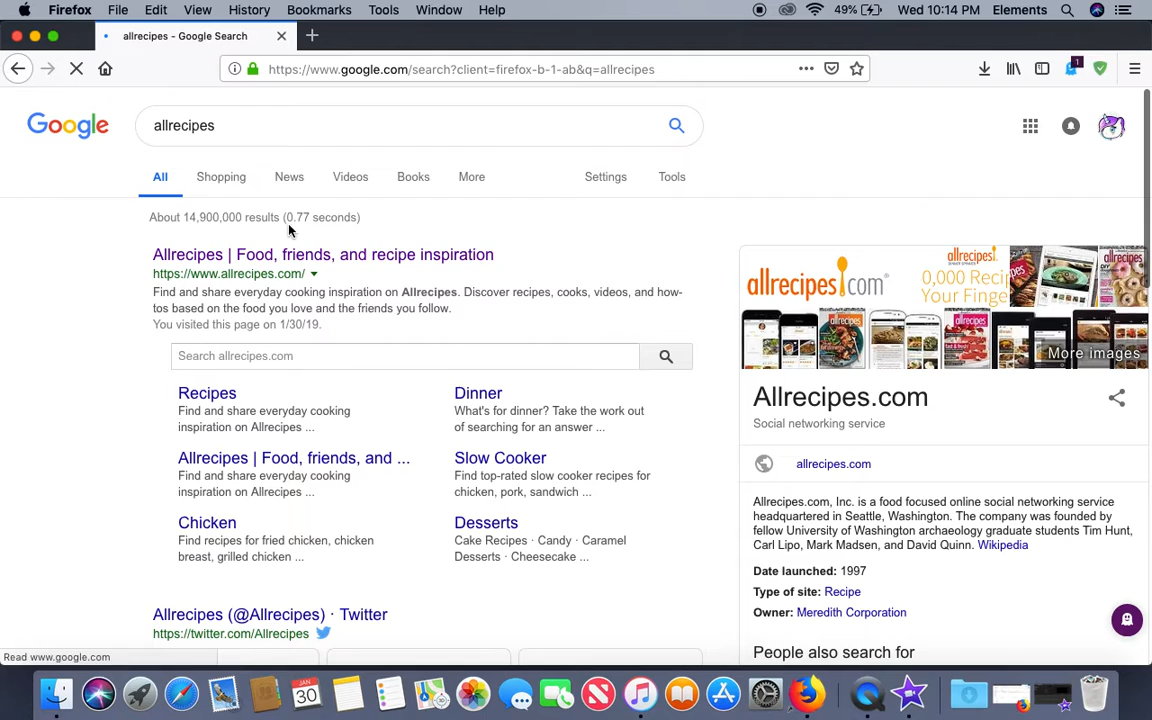 Firefox File Edit View History Bookmarks Tools Window Help 49% Wed 10:14 PM Elements
allrecipes - Google Search
https://www.google.com/search?client=firefox-b-1-ab&q=allrecipes
1
Google allrecipes
All Shopping News Videos Books More Settings Tools
About 14,900,000 results (0.77 seconds)
Allrecipes | Food, friends, and recipe inspiration
https://www.allrecipes.com/
Find and share everyday cooking inspiration on Allrecipes. Discover recipes, cooks, videos, and how-
tos based on the food you love and the friends you follow.
You visited this page on 1/30/19.
Search allrecipes.com
Recipes
Find and share everyday cooking
inspiration on Allrecipes ...
Dinner
What's for dinner? Take the work out
of searching for an answer ...
Allrecipes | Food, friends, and ...
Find and share everyday cooking
inspiration on Allrecipes ...
Slow Cooker
Find top-rated slow cooker recipes for
chicken, pork, sandwich ...
Chicken
Find recipes for fried chicken, chicken
breast, grilled chicken ...
Desserts
Cake Recipes · Candy · Caramel
Desserts · Cheesecake ...
Allrecipes (@Allrecipes) · Twitter
https://twitter.com/Allrecipes
Read www.google.com
allrecipes.com
allrecipes
0,000 Recip
Your Finger
allrecipes
More images
Allrecipes.com
Social networking service
allrecipes.com
Allrecipes.com, Inc. is a food focused online social networking service
headquartered in Seattle, Washington. The company was founded by
fellow University of Washington archaeology graduate students Tim Hunt,
Carl Lipo, Mark Madsen, and David Quinn. Wikipedia
Date launched: 1997
Type of site: Recipe
Owner: Meredith Corporation
People also search for
JAN
30